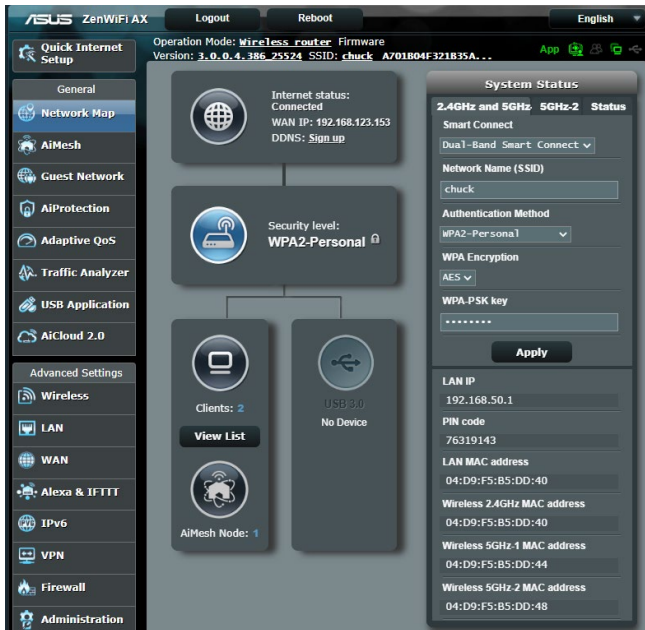 ASUS ZenWiFi AX
Logout
Reboot
English
Quick Internet
Setup
Operation Mode: Wireless router Firmware
Version: 3.0.0.4.386_25524 SSID: chuck A701B04F321B35A...
App
General
Network Map
AiMesh
Guest Network
AiProtection
Adaptive QoS
Traffic Analyzer
USB Application
AiCloud 2.0
Advanced Settings
Wireless
LAN
WAN
Alexa & IFTTT
IPv6
VPN
Firewall
Administration
Internet status:
Connected
WAN IP: 192.168.123.153
DDNS: Sign up
Security level:
WPA2-Personal
Clients: 2
View List
AiMesh Node: 1
USB 3.0
No Device
System Status
2.4GHz and 5GHz- 5GHz-2 Status
Smart Connect
Dual-Band Smart Connect
Network Name (SSID)
chuck
Authentication Method
WPA2-Personal
WPA Encryption
AES
WPA-PSK key
········
Apply
LAN IP
192.168.50.1
PIN code
76319143
LAN MAC address
04:D9:F5:B5:DD:40
Wireless 2.4GHz MAC address
04:D9:F5:B5:DD:40
Wireless 5GHz-1 MAC address
04:D9:F5:B5:DD:44
Wireless 5GHz-2 MAC address
04:D9:F5:B5:DD:48